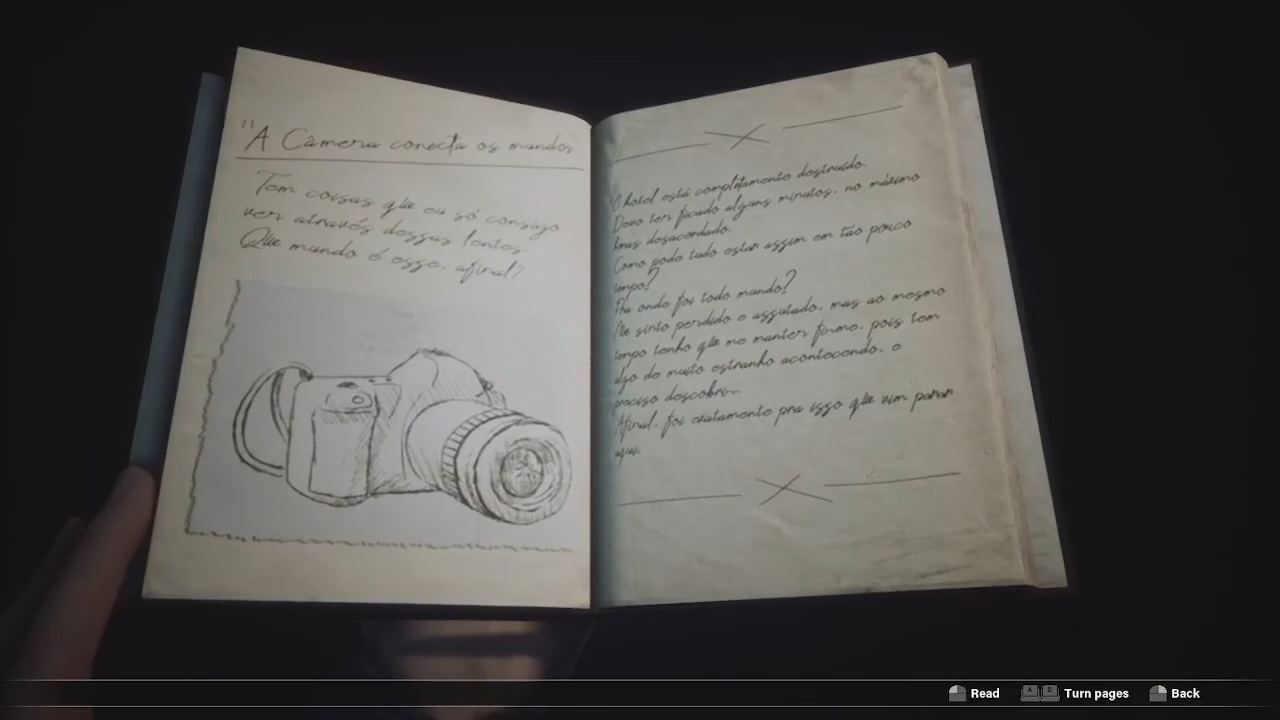 "A Camera conecta os mundos
Tem coisas que eu só consigo
ver através dessas lentes
Que mundo é esse, afinal?
O hotel está completamente destruído.
Devo ter ficado alguns minutos, no máximo
horas desacordado.
Como pode tudo estar assim em tão pouco
tempo?
Pra onde foi todo mundo?
Me sinto perdido e assutado, mas ao mesmo
tempo tenho que me manter firme, pois tem
algo de muito estranho acontecendo, e
preciso descobrir...
Afinal, foi exatamente pra isso que vim parar
aqui.
A D
Read Turn pages Back